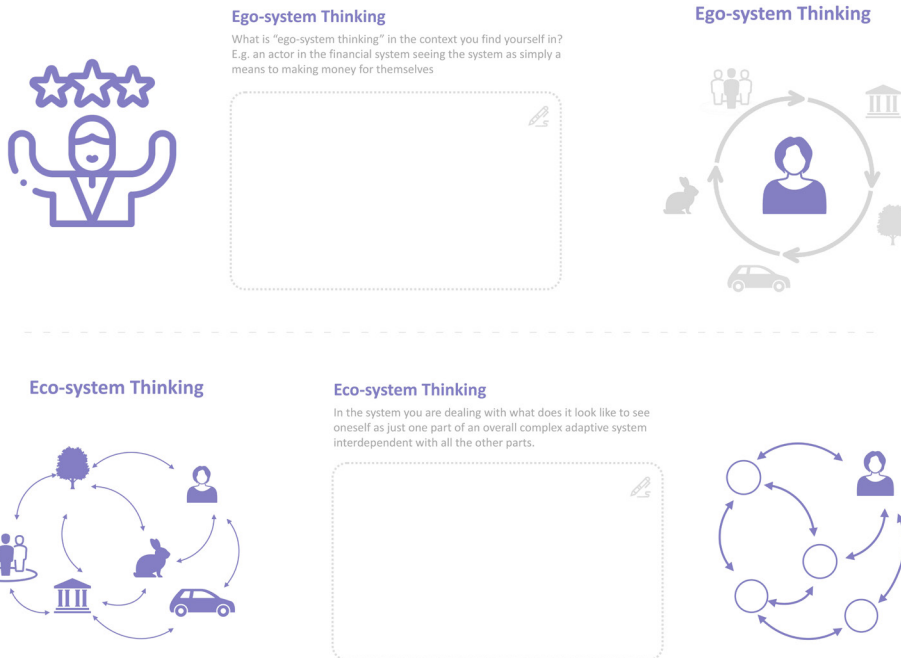 Ego-system Thinking
What is “ego-system thinking” in the context you find yourself in?
E.g. an actor in the financial system seeing the system as simply a
means to making money for themselves
Ego-system Thinking
Eco-system Thinking
Eco-system Thinking
In the system you are dealing with what does it look like to see
oneself as just one part of an overall complex adaptive system
interdependent with all the other parts.